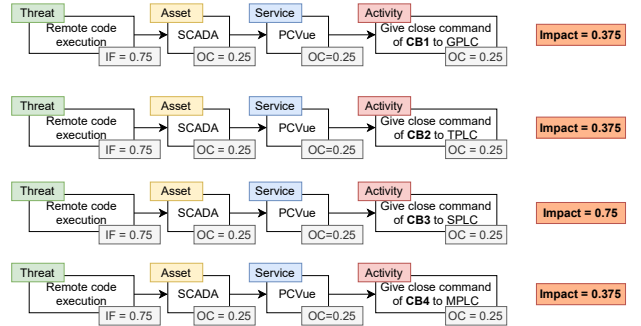 Threat Asset Service Activity
Remote code execution SCADA PCVue Give close command of CB1 to GPLC Impact = 0.375
IF = 0.75 OC = 0.25 OC=0.25 OC = 0.25
Threat Asset Service Activity
Remote code execution SCADA PCVue Give close command of CB2 to TPLC Impact = 0.375
IF = 0.75 OC = 0.25 OC=0.25 OC = 0.25
Threat Asset Service Activity
Remote code execution SCADA PCVue Give close command of CB3 to SPLC Impact = 0.75
IF = 0.75 OC = 0.25 OC=0.25 OC = 0.25
Threat Asset Service Activity
Remote code execution SCADA PCVue Give close command of CB4 to MPLC Impact = 0.375
IF = 0.75 OC = 0.25 OC=0.25 OC = 0.25